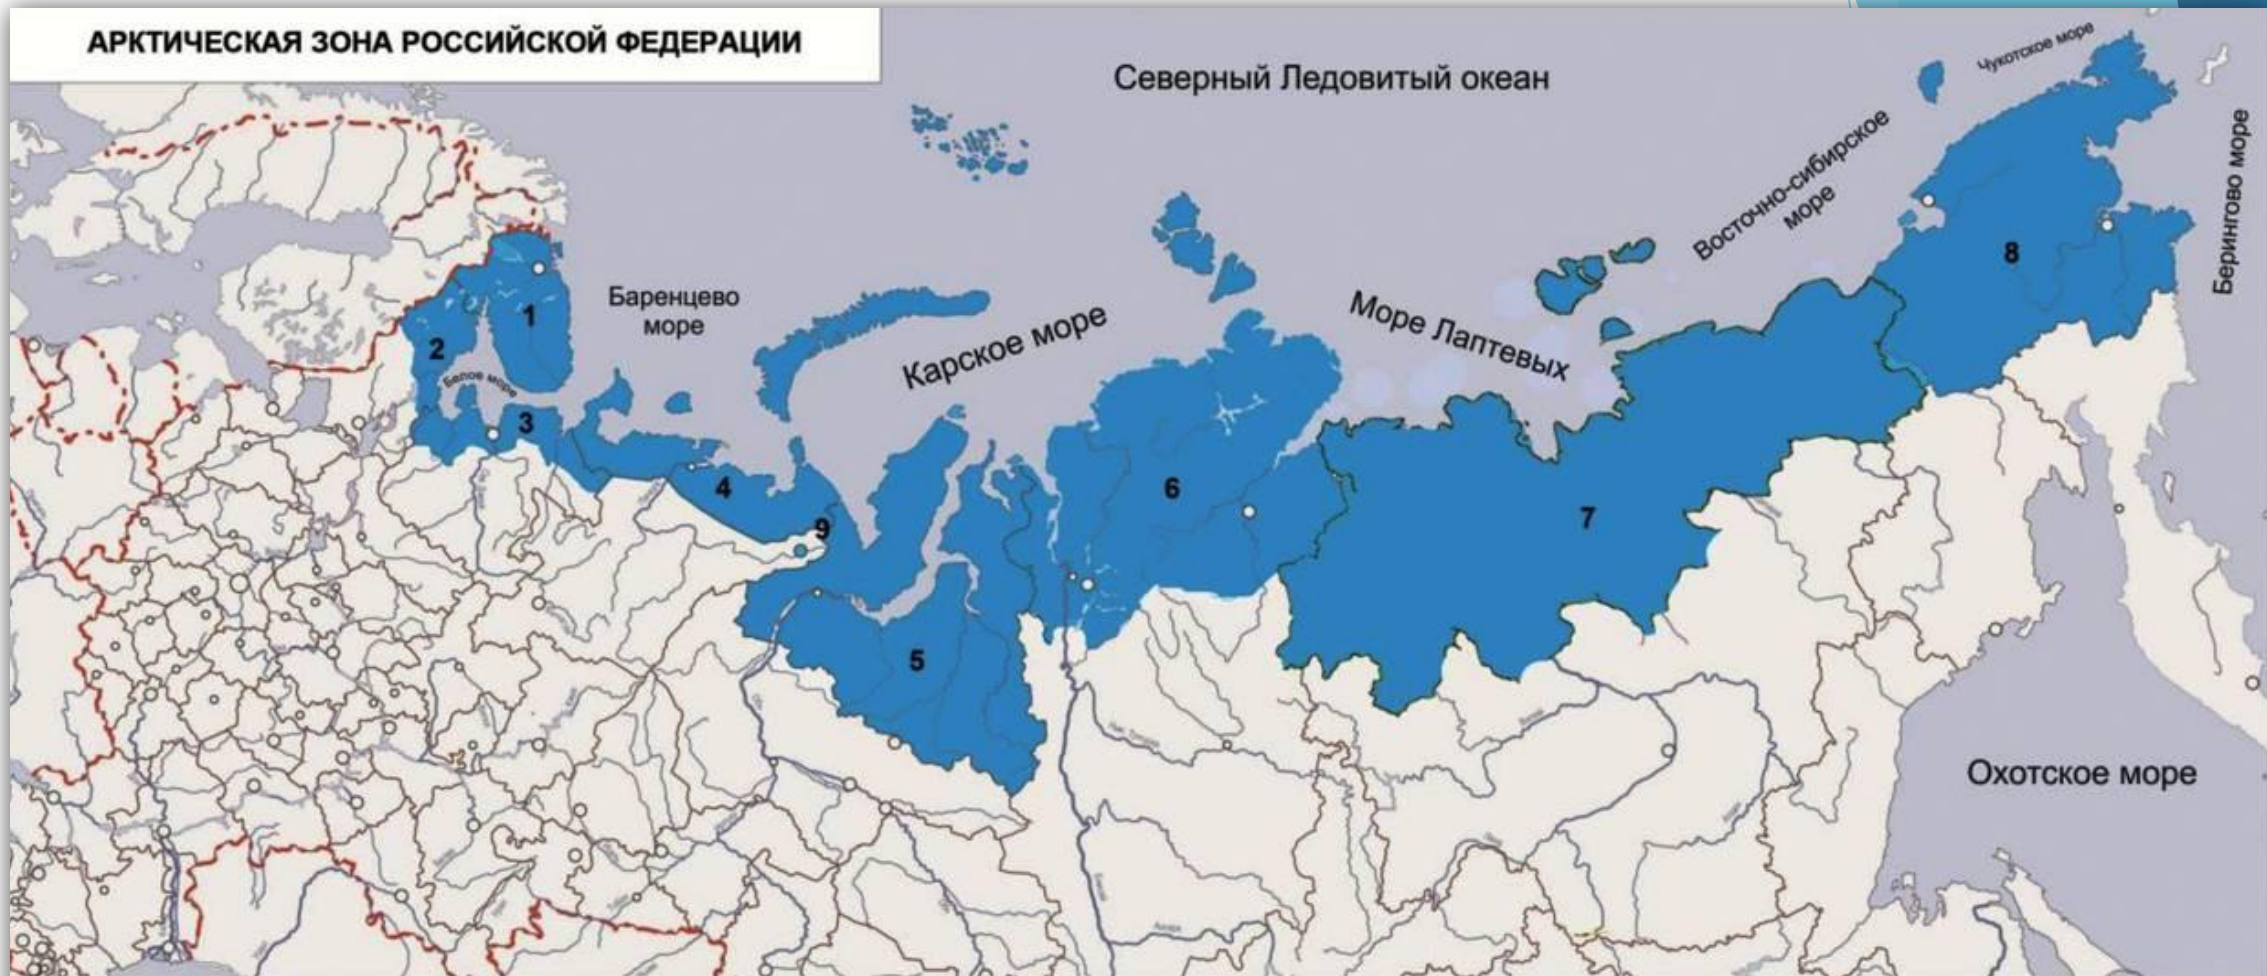 АРКТИЧЕСКАЯ ЗОНА РОССИЙСКОЙ ФЕДЕРАЦИИ
Северный Ледовитый океан
Чукотское море
Берингово море
Восточно-сибирское
море
Баренцево
море
Карское море
Море Лаптевых
Белое море
1
2
3
4
9
5
6
7
8
Охотское море